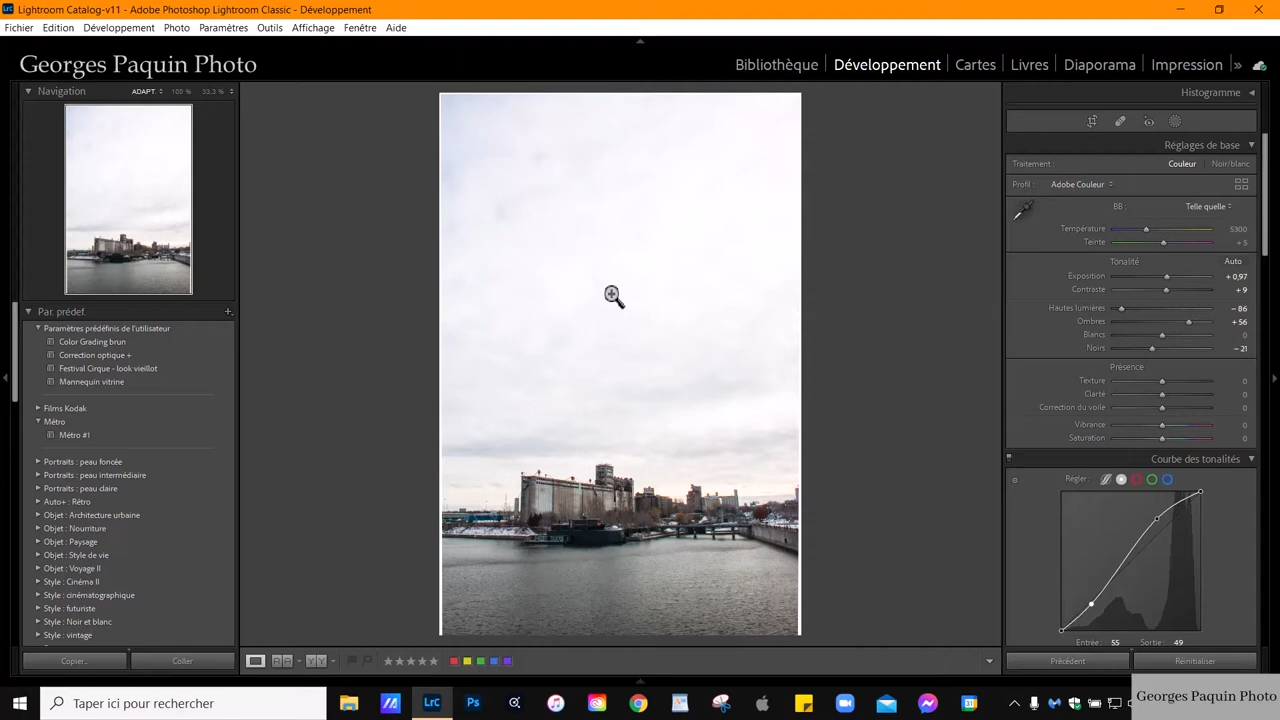 Lightroom Catalog-v11 - Adobe Photoshop Lightroom Classic - Développement
Fichier Edition Développement Photo Paramètres Outils Affichage Fenêtre Aide
Georges Paquin Photo
Bibliothèque Développement Cartes Livres Diaporama Impression »
Navigation ADAPT 100 % 33,3 %
Par. prédéf.
Paramètres prédéfinis de l'utilisateur
Color Grading brun
Correction optique +
Festival Cirque - look vieillot
Mannequin vitrine
Films Kodak
Métro
Métro #1
Portraits : peau foncée
Portraits : peau intermédiaire
Portraits : peau claire
Auto+ : Rétro
Objet : Architecture urbaine
Objet : Nourriture
Objet : Paysage
Objet : Style de vie
Objet : Voyage II
Style : Cinéma II
Style : cinématographique
Style : futuriste
Style : Noir et blanc
Style : vintage
Copier... Coller
Histogramme
Réglages de base
Traitement : Couleur Noir/blanc
Profil : Adobe Couleur
BB : Telle quelle
Température 5300
Teinte + 5
Tonalité Auto
Exposition + 0,97
Contraste + 9
Hautes lumières − 86
Ombres + 56
Blancs 0
Noirs − 21
Présence
Texture 0
Clarté 0
Correction du voile 0
Vibrance 0
Saturation 0
Courbe des tonalités
Régler :
Entrée : 55 Sortie : 49
Précédent Réinitialiser
Taper ici pour rechercher
LrC
Ps
Georges Paquin Photo